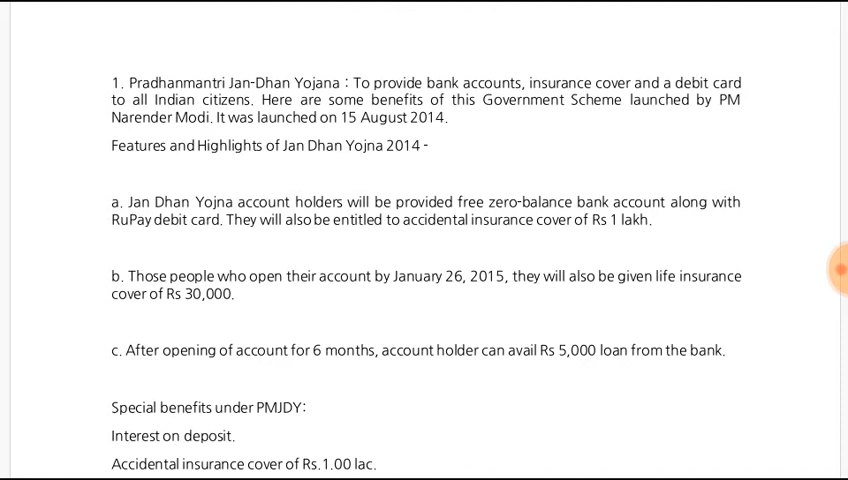 1. Pradhanmantri Jan-Dhan Yojana : To provide bank accounts, insurance cover and a debit card
to all Indian citizens. Here are some benefits of this Government Scheme launched by PM
Narender Modi. It was launched on 15 August 2014.
Features and Highlights of Jan Dhan Yojna 2014 -
a. Jan Dhan Yojna account holders will be provided free zero-balance bank account along with
RuPay debit card. They will also be entitled to accidental insurance cover of Rs 1 lakh.
b. Those people who open their account by January 26, 2015, they will also be given life insurance
cover of Rs 30,000.
c. After opening of account for 6 months, account holder can avail Rs 5,000 loan from the bank.
Special benefits under PMJDY:
Interest on deposit.
Accidental insurance cover of Rs.1.00 lac.